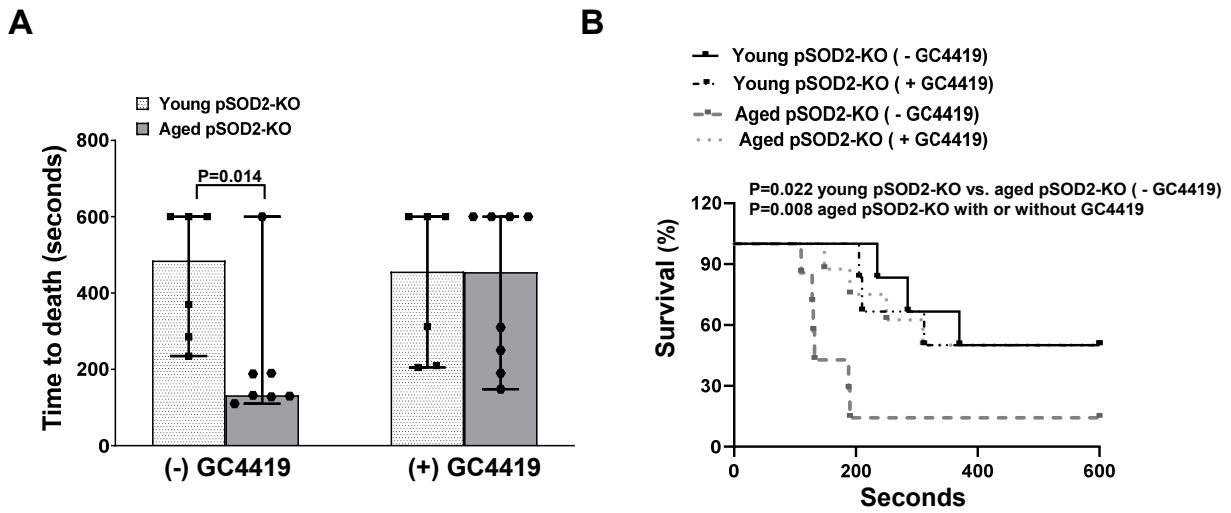 A
Young pSOD2-KO
Aged pSOD2-KO
Time to death (seconds)
800
600
400
200
0
P=0.014
(-) GC4419
(+) GC4419
B
Young pSOD2-KO ( - GC4419)
Young pSOD2-KO ( + GC4419)
Aged pSOD2-KO ( - GC4419)
Aged pSOD2-KO ( + GC4419)
P=0.022 young pSOD2-KO vs. aged pSOD2-KO ( - GC4419)
P=0.008 aged pSOD2-KO with or without GC4419
Survival (%)
120
90
60
30
0
0 200 400 600
Seconds